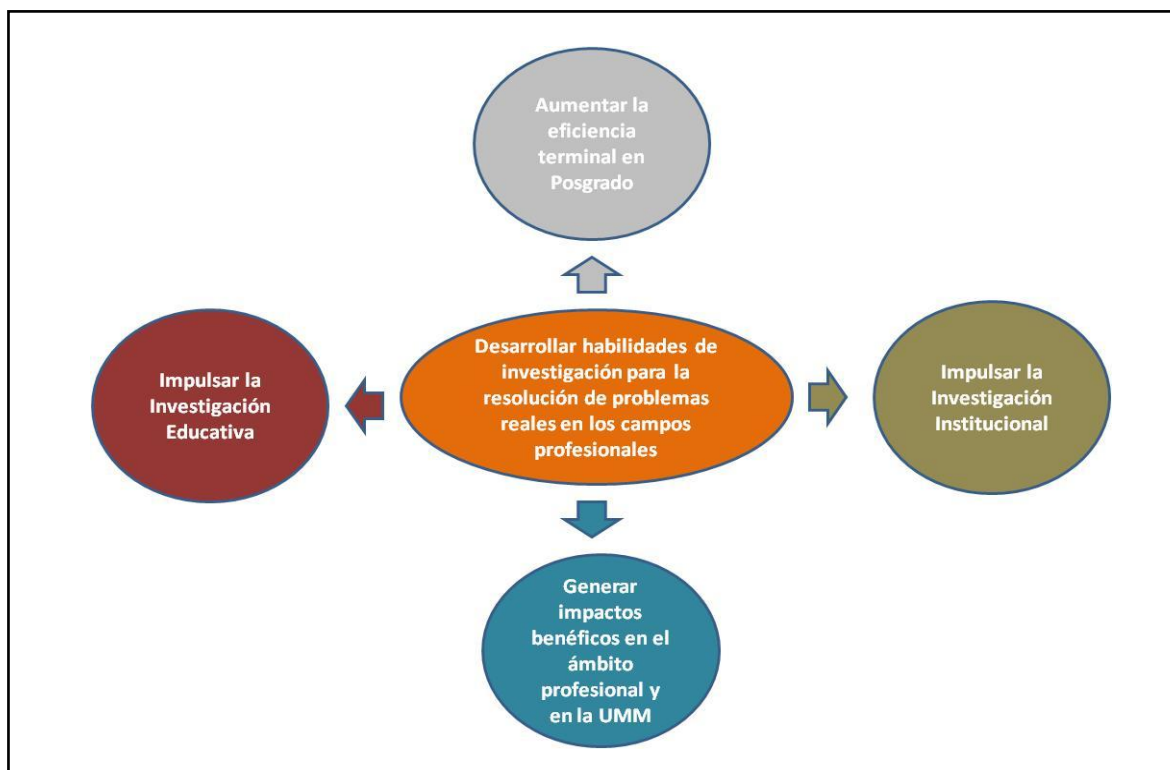 Aumentar la
eficiencia
terminal en
Posgrado
Impulsar la
Investigación
Educativa
Desarrollar habilidades de
investigación para la
resolución de problemas
reales en los campos
profesionales
Impulsar la
Investigación
Institucional
Generar
impactos
benéficos en el
ámbito
profesional y
en la UMM